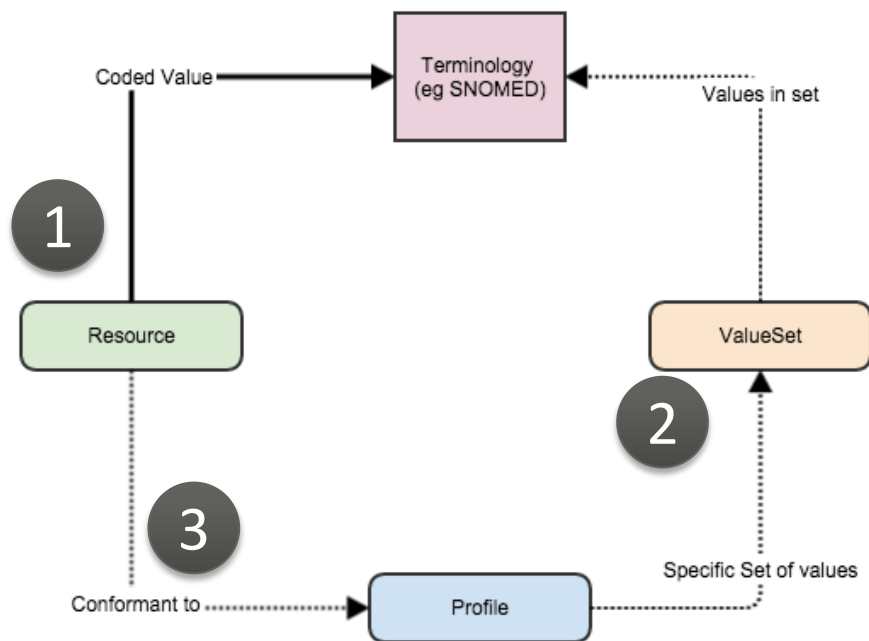 Coded Value
Terminology
(eg SNOMED)
Values in set
1
Resource
ValueSet
2
3
Specific Set of values
Conformant to
Profile